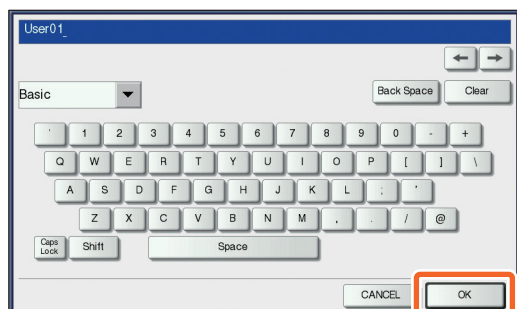 User01_
← →
Basic Back Space Clear
' 1 2 3 4 5 6 7 8 9 0 - +
Q W E R T Y U I O P [ ] \
A S D F G H J K L ; '
Z X C V B N M , . / @
Caps Lock Shift Space
CANCEL OK